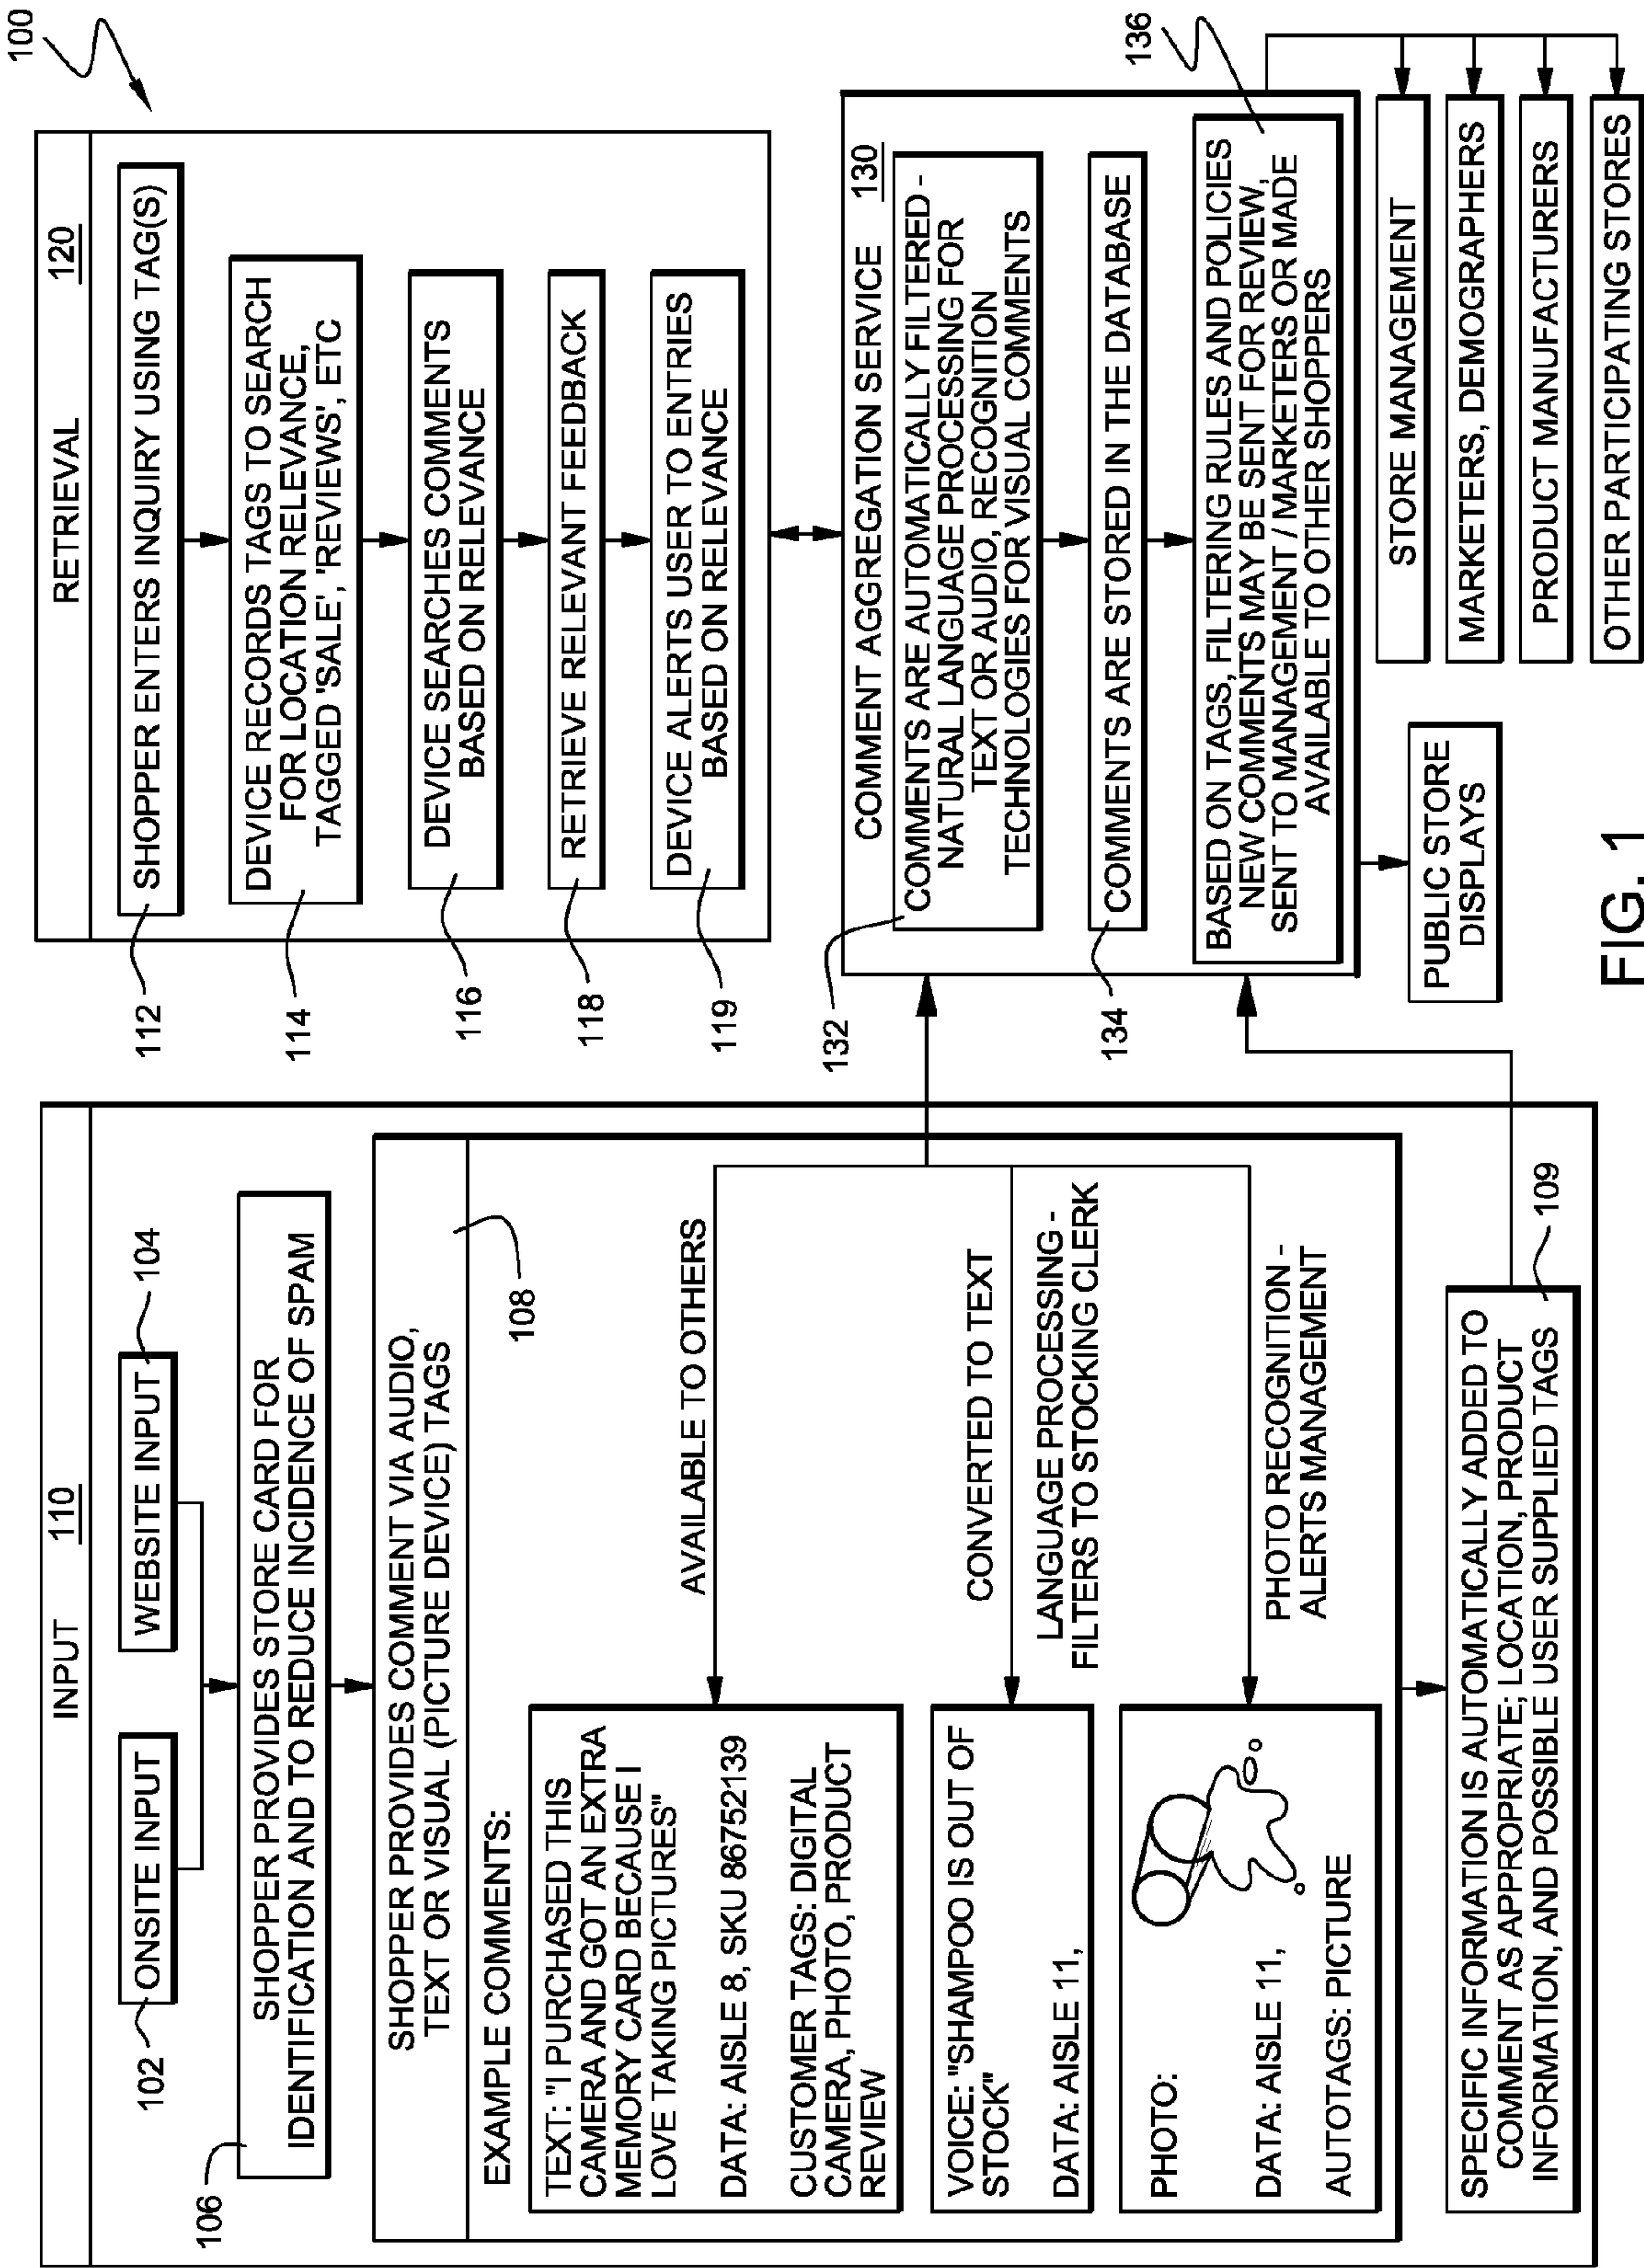 100
INPUT 110
102
ONSITE INPUT
WEBSITE INPUT
104
106
SHOPPER PROVIDES STORE CARD FOR
IDENTIFICATION AND TO REDUCE INCIDENCE OF SPAM
SHOPPER PROVIDES COMMENT VIA AUDIO,
TEXT OR VISUAL (PICTURE DEVICE) TAGS
108
EXAMPLE COMMENTS:
TEXT: "I PURCHASED THIS
CAMERA AND GOT AN EXTRA
MEMORY CARD BECAUSE I
LOVE TAKING PICTURES"
DATA: AISLE 8, SKU 86752139
CUSTOMER TAGS: DIGITAL
CAMERA, PHOTO, PRODUCT
REVIEW
AVAILABLE TO OTHERS
VOICE: "SHAMPOO IS OUT OF
STOCK"
DATA: AISLE 11,
CONVERTED TO TEXT
LANGUAGE PROCESSING -
FILTERS TO STOCKING CLERK
PHOTO:
DATA: AISLE 11,
AUTOTAGS: PICTURE
PHOTO RECOGNITION -
ALERTS MANAGEMENT
SPECIFIC INFORMATION IS AUTOMATICALLY ADDED TO
COMMENT AS APPROPRIATE; LOCATION, PRODUCT
INFORMATION, AND POSSIBLE USER SUPPLIED TAGS
109
RETRIEVAL 120
112
SHOPPER ENTERS INQUIRY USING TAG(S)
114
DEVICE RECORDS TAGS TO SEARCH
FOR LOCATION RELEVANCE,
TAGGED 'SALE', 'REVIEWS', ETC
116
DEVICE SEARCHES COMMENTS
BASED ON RELEVANCE
118
RETRIEVE RELEVANT FEEDBACK
119
DEVICE ALERTS USER TO ENTRIES
BASED ON RELEVANCE
COMMENT AGGREGATION SERVICE 130
132
COMMENTS ARE AUTOMATICALLY FILTERED -
NATURAL LANGUAGE PROCESSING FOR
TEXT OR AUDIO, RECOGNITION
TECHNOLOGIES FOR VISUAL COMMENTS
134
COMMENTS ARE STORED IN THE DATABASE
136
BASED ON TAGS, FILTERING RULES AND POLICIES
NEW COMMENTS MAY BE SENT FOR REVIEW,
SENT TO MANAGEMENT / MARKETERS OR MADE
AVAILABLE TO OTHER SHOPPERS
PUBLIC STORE
DISPLAYS
STORE MANAGEMENT
MARKETERS, DEMOGRAPHERS
PRODUCT MANUFACTURERS
OTHER PARTICIPATING STORES
FIG. 1